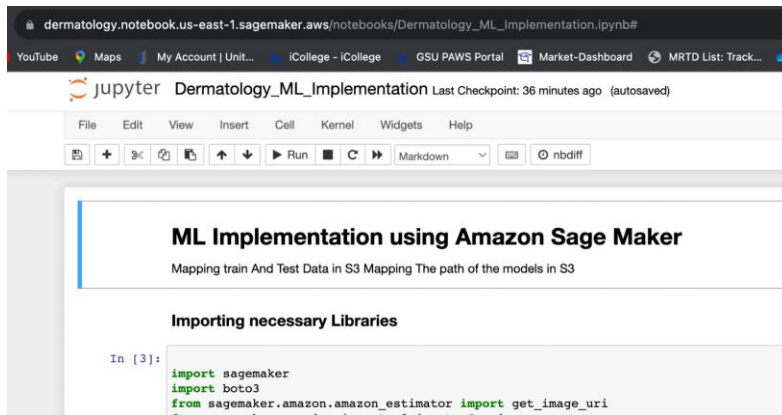 dermatology.notebook.us-east-1.sagemaker.aws/notebooks/Dermatology_ML_Implementation.ipynb#
YouTube Maps My Account | Unit... iCollege - iCollege GSU PAWS Portal Market-Dashboard MRTD List: Track...
jupyter Dermatology_ML_Implementation Last Checkpoint: 36 minutes ago (autosaved)
File Edit View Insert Cell Kernel Widgets Help
Run Markdown nbdiff
ML Implementation using Amazon Sage Maker
Mapping train And Test Data in S3 Mapping The path of the models in S3
Importing necessary Libraries
In [3]:
import sagemaker
import boto3
from sagemaker.amazon.amazon_estimator import get_image_uri